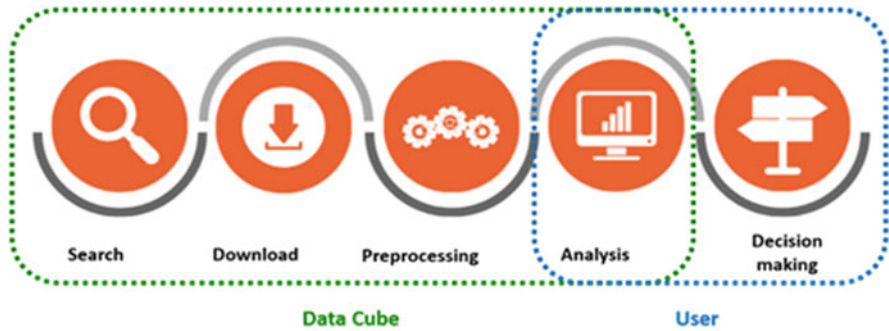 Search
Download
Preprocessing
Analysis
Decision
making
Data Cube
User